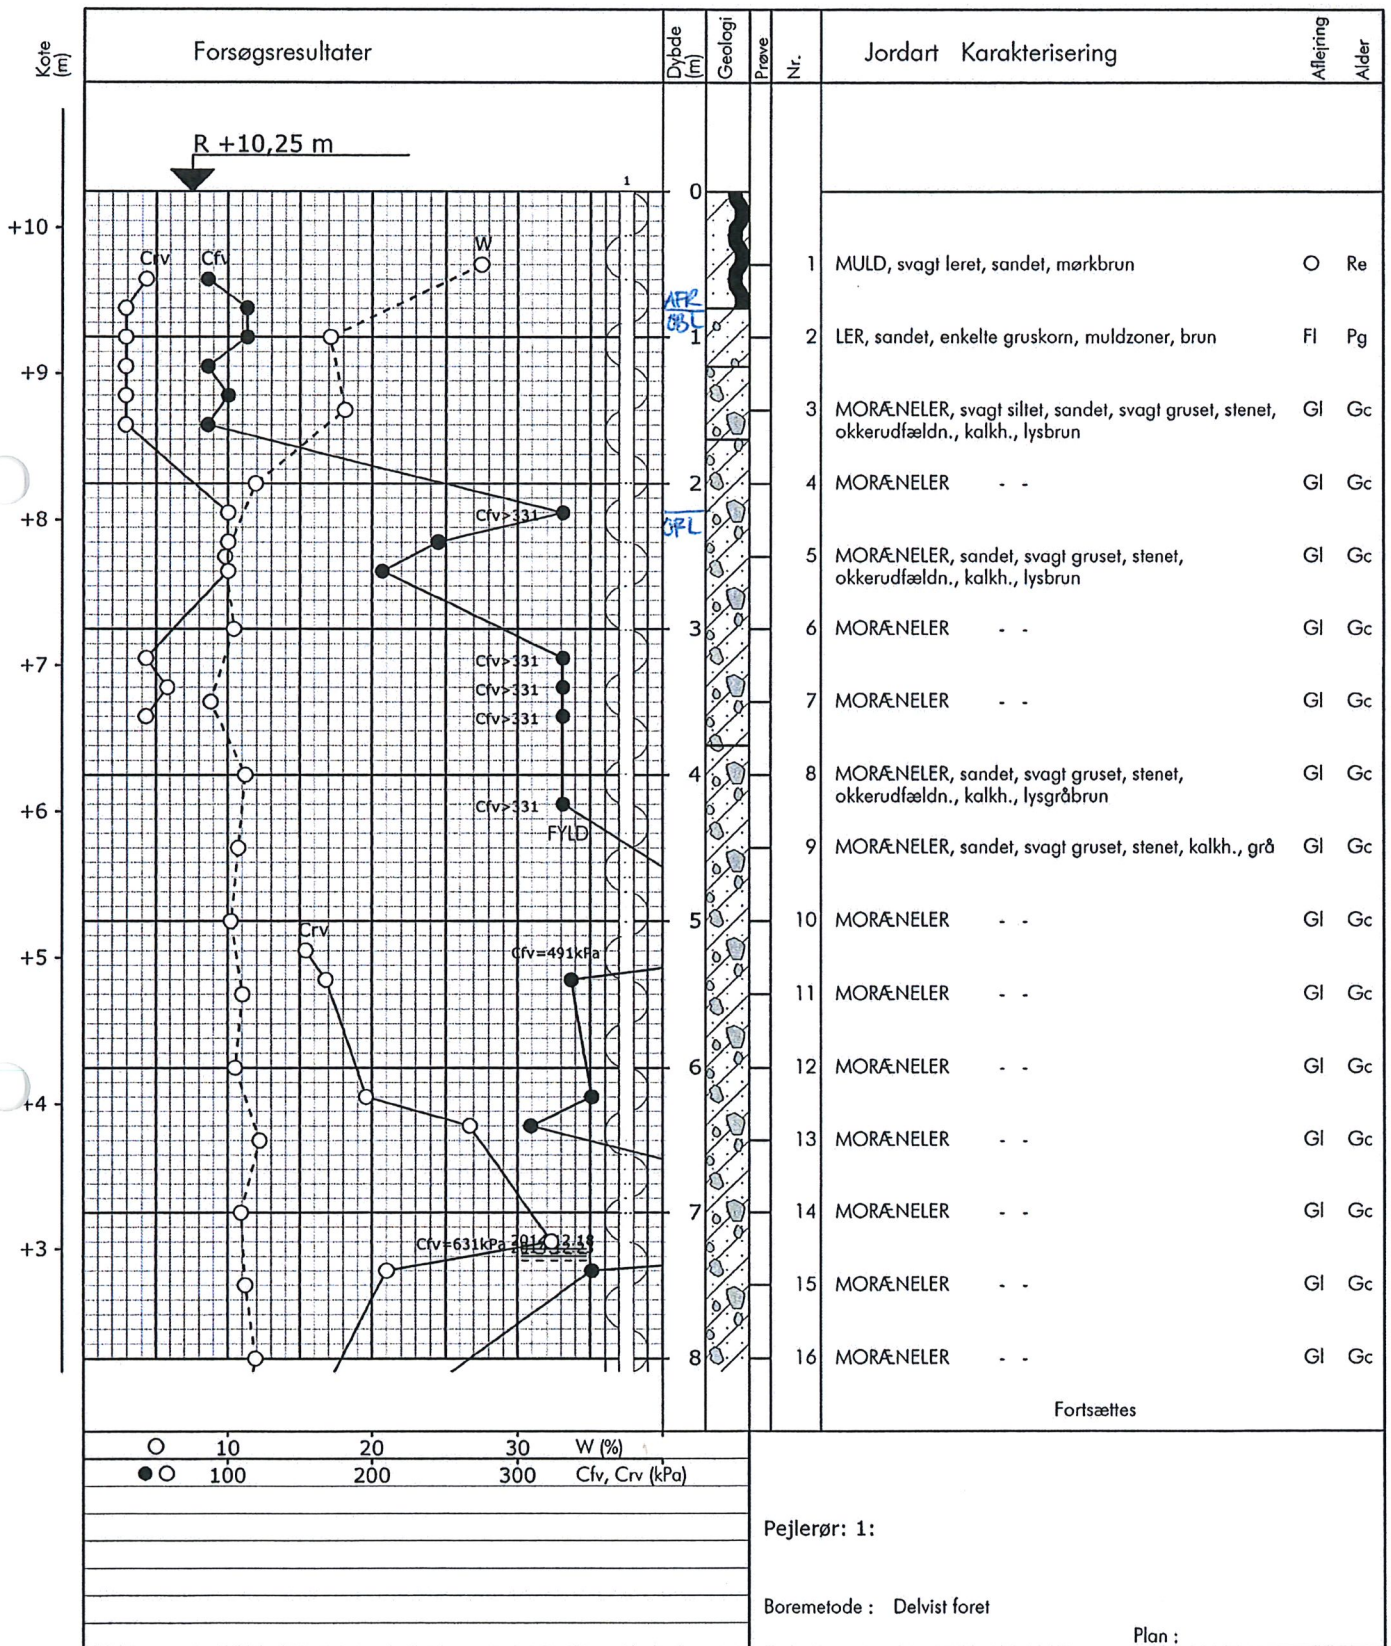 Kote (m)
Forsøgsresultater
Dybde (m)
Geologi
Prøve
Nr.
Jordart Karakterisering
Aflejring
Alder
R +10,25 m
1
0
+10
Crv Cfv W
1 MULD, svagt leret, sandet, mørkbrun O Re
AFR
OBL
1
2 LER, sandet, enkelte gruskorn, muldzoner, brun Fl Pg
+9
3 MORÆNELER, svagt siltet, sandet, svagt gruset, stenet, Gl Gc
okkerudfældn., kalkh., lysbrun
2
4 MORÆNELER - - Gl Gc
+8
Cfv>331
OFL
5 MORÆNELER, sandet, svagt gruset, stenet, Gl Gc
okkerudfældn., kalkh., lysbrun
3
6 MORÆNELER - - Gl Gc
+7
Cfv>331
Cfv>331
7 MORÆNELER - - Gl Gc
Cfv>331
4
8 MORÆNELER, sandet, svagt gruset, stenet, Gl Gc
okkerudfældn., kalkh., lysgråbrun
+6
Cfv>331
FYLD
9 MORÆNELER, sandet, svagt gruset, stenet, kalkh., grå Gl Gc
5
10 MORÆNELER - - Gl Gc
Crv
+5
Cfv=491kPa
11 MORÆNELER - - Gl Gc
6
12 MORÆNELER - - Gl Gc
+4
13 MORÆNELER - - Gl Gc
7
14 MORÆNELER - - Gl Gc
+3
Cfv=631kPa
15 MORÆNELER - - Gl Gc
8
16 MORÆNELER - - Gl Gc
Fortsættes
10 20 30 W (%)
100 200 300 Cfv, Crv (kPa)
Pejlerør: 1:
Boremetode : Delvist foret
Plan :